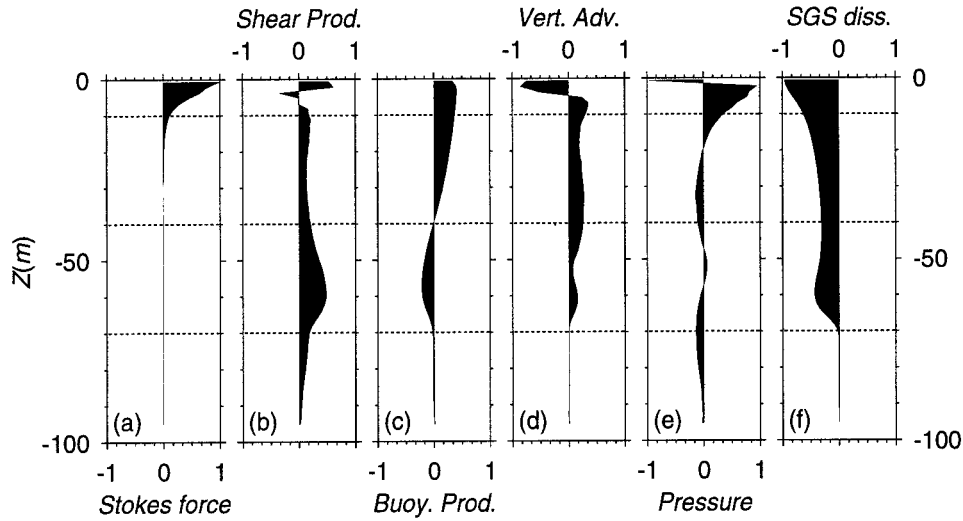 Shear Prod. Vert. Adv. SGS diss.
-1 0 1 -1 0 1 -1 0 1
0 0
-50 -50
-100 -100
Z(m)
(a) (b) (c) (d) (e) (f)
-1 0 1 -1 0 1 -1 0 1
Stokes force Buoy. Prod. Pressure